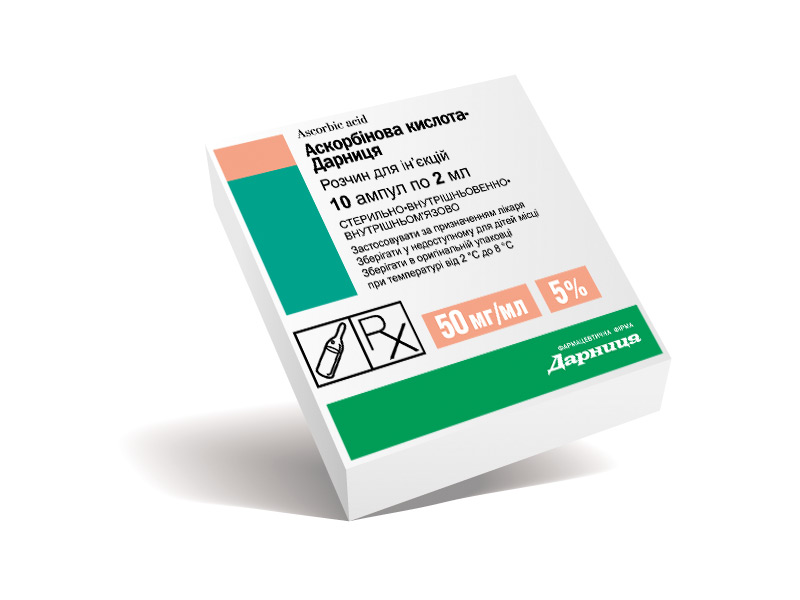 Ascorbic acid
Аскорбінова кислота-
Дарниця
Розчин для ін'єкцій
10 ампул по 2 мл
СТЕРИЛЬНО•ВНУТРІШНЬОВЕННО•
ВНУТРІШНЬОМ'ЯЗОВО
Застосовувати за призначенням лікаря
Зберігати у недоступному для дітей місці
Зберігати в оригінальній упаковці
при температурі від 2 °С до 8 °С
50 мг/мл 5%
Rx
ФАРМАЦЕВТИЧНА ФІРМА
Дарниця